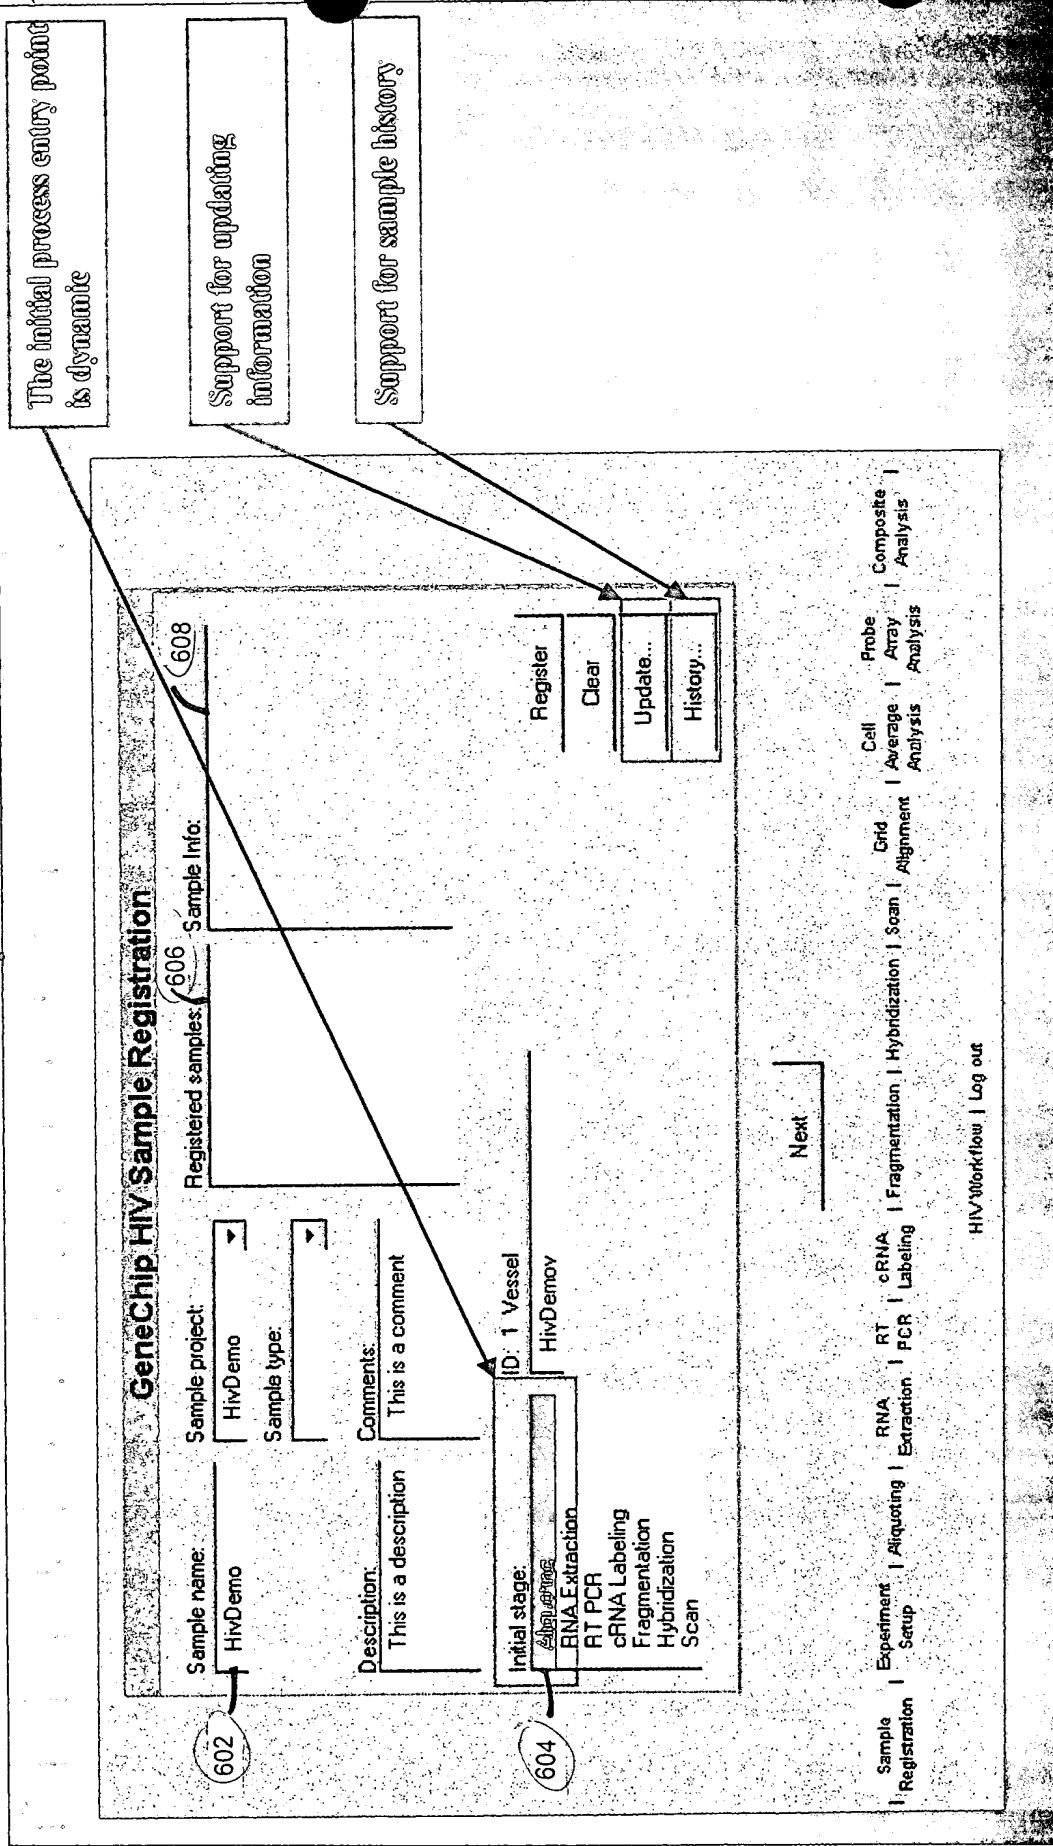 The initial process entry point
is dynamic
Support for updating
information
Support for sample history
GeneChip HIV Sample Registration
602
Sample name:
HivDemo
Sample project:
HivDemo
Sample type:
606
Registered samples:
Sample Info:
608
Description:
This is a description
Comments:
This is a comment
604
Initial stage:
Aliquoting
RNA Extraction
RT PCR
cRNA Labeling
Fragmentation
Hybridization
Scan
ID: 1 Vessel
HivDemov
Register
Clear
Update...
History...
Next
| Sample Registration | Experiment Setup | Aliquoting | RNA Extraction | RT PCR | cRNA Labeling | Fragmentation | Hybridization | Scan | Grid Alignment | Cell Average Analysis | Probe Array Analysis | Composite Analysis |
HIV Workflow | Log out